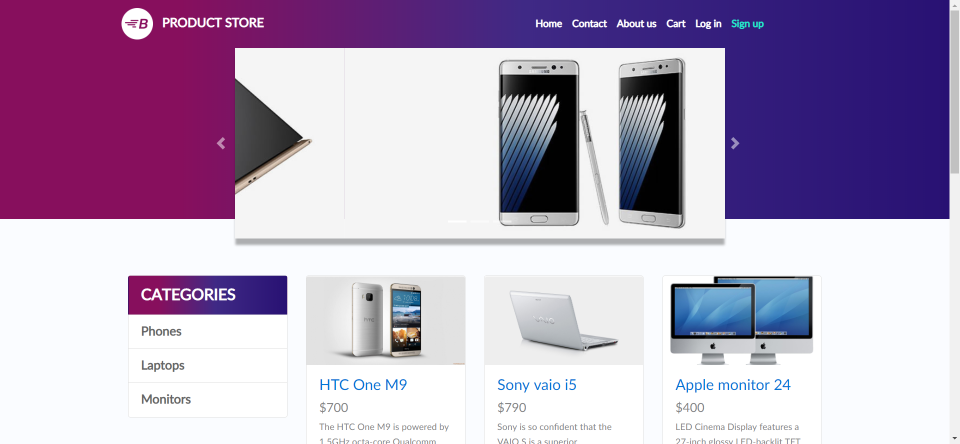 B PRODUCT STORE
Home Contact About us Cart Log in Sign up
CATEGORIES
Phones
Laptops
Monitors
HTC One M9
$700
The HTC One M9 is powered by
1.5GHz octa-core Qualcomm
VAIO
Sony vaio i5
$790
Sony is so confident that the
VAIO S is a superior
Apple monitor 24
$400
LED Cinema Display features a
27-inch glossy LED-backlit TFT